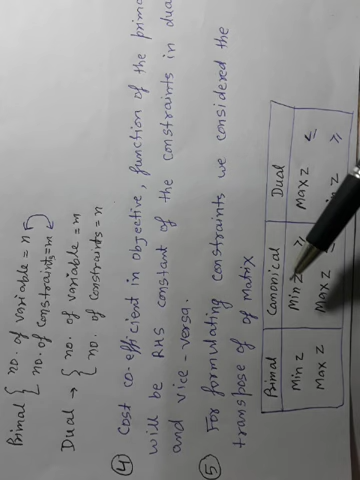 Primal { no. of variable = n
no. of constraints = m
Dual → { no. of variable = m
no. of constraints = n
④ Cost co-efficient in objective, function of the
will be RHS constant of the constraints in
and vice-versa.
⑤ For formulating constraints we considered the
transpose of of Matrix
Primal Canonical Dual
Min Z Min Z ≥ Max Z ≤
Max Z Max Z Z ≥